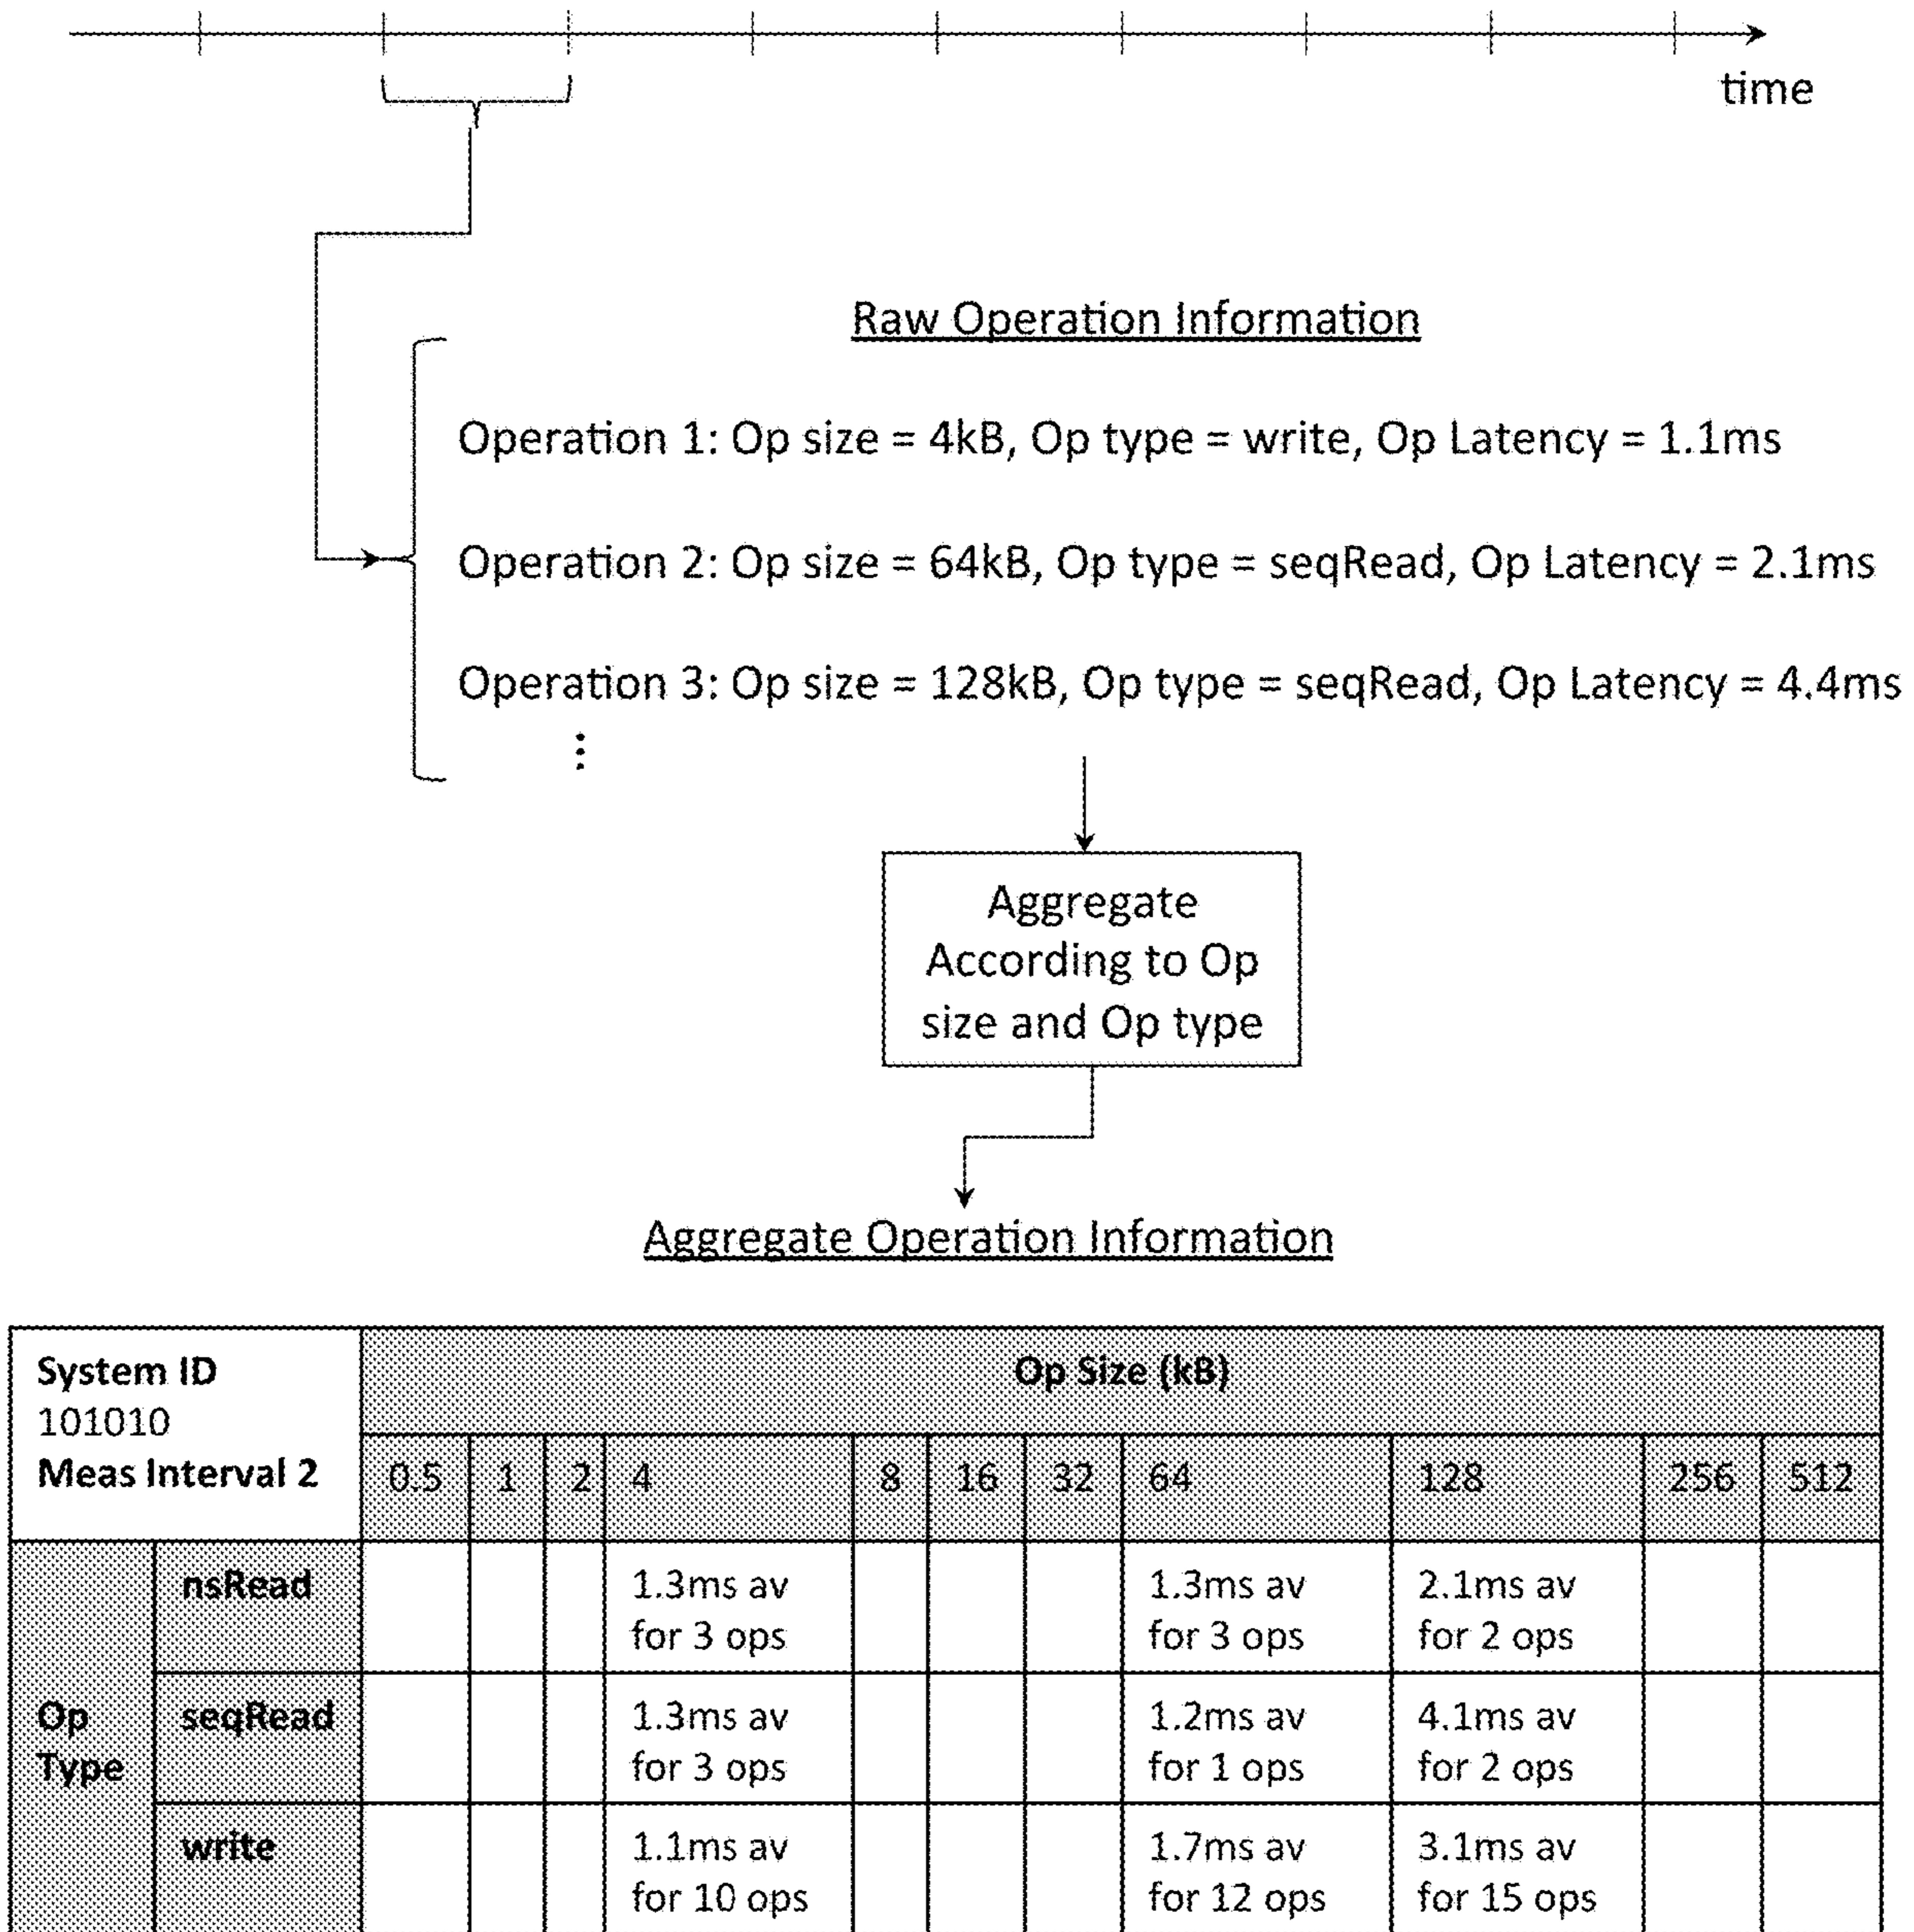 time
Raw Operation Information
Operation 1: Op size = 4kB, Op type = write, Op Latency = 1.1ms
Operation 2: Op size = 64kB, Op type = seqRead, Op Latency = 2.1ms
Operation 3: Op size = 128kB, Op type = seqRead, Op Latency = 4.4ms
⋮
Aggregate
According to Op
size and Op type
Aggregate Operation Information
System ID
101010
Meas Interval 2
Op Size (kB)
0.5 1 2 4 8 16 32 64 128 256 512
Op
Type
nsRead
1.3ms av
for 3 ops
1.3ms av
for 3 ops
2.1ms av
for 2 ops
seqRead
1.3ms av
for 3 ops
1.2ms av
for 1 ops
4.1ms av
for 2 ops
write
1.1ms av
for 10 ops
1.7ms av
for 12 ops
3.1ms av
for 15 ops